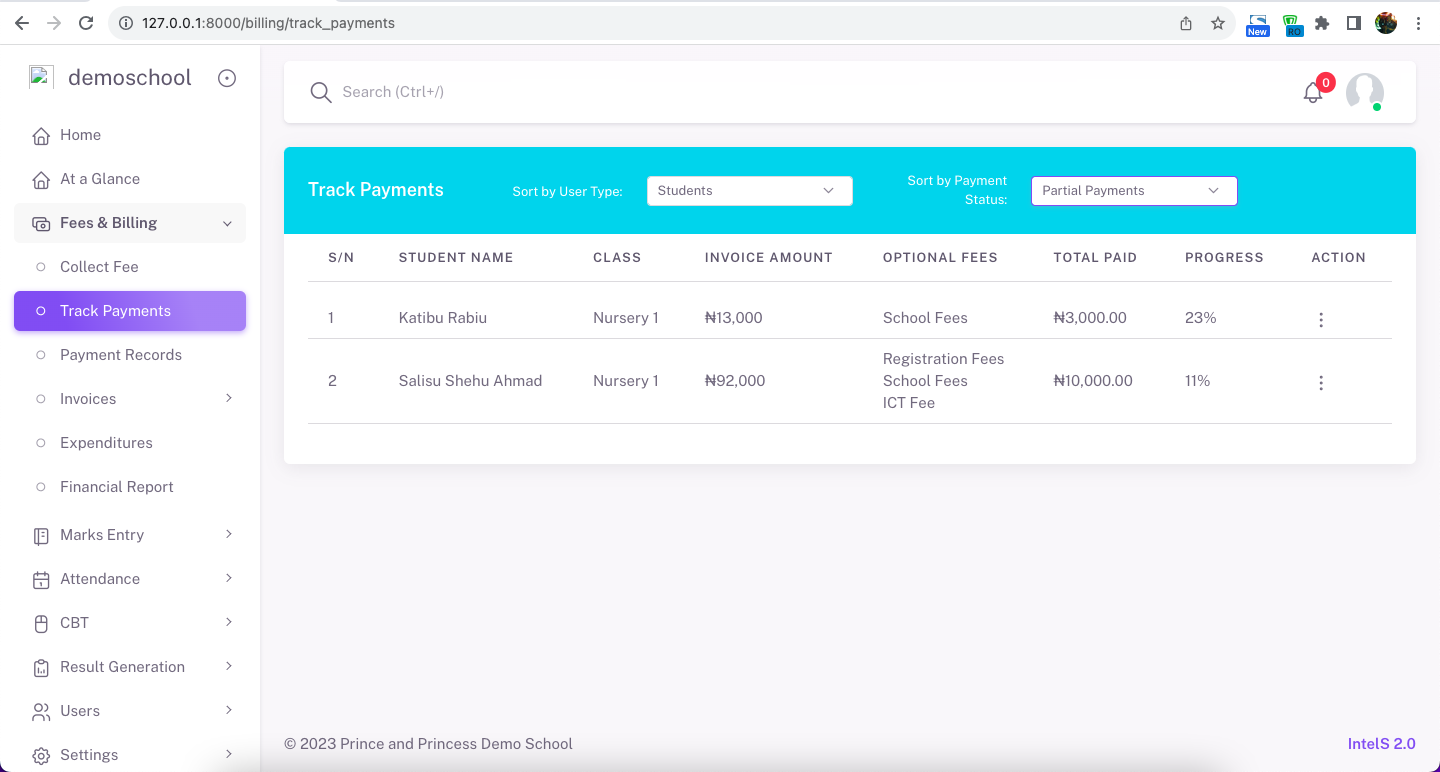 127.0.0.1:8000/billing/track_payments
New
RO
demoschool
Search (Ctrl+/)
0
Home
At a Glance
Fees & Billing
Collect Fee
Track Payments
Payment Records
Invoices
Expenditures
Financial Report
Marks Entry
Attendance
CBT
Result Generation
Users
Settings
Track Payments
Sort by User Type:
Students
Sort by Payment
Status:
Partial Payments
S/N STUDENT NAME CLASS INVOICE AMOUNT OPTIONAL FEES TOTAL PAID PROGRESS ACTION
1 Katibu Rabiu Nursery 1 ₦13,000 School Fees ₦3,000.00 23%
Registration Fees
2 Salisu Shehu Ahmad Nursery 1 ₦92,000 School Fees ₦10,000.00 11%
ICT Fee
© 2023 Prince and Princess Demo School
IntelS 2.0